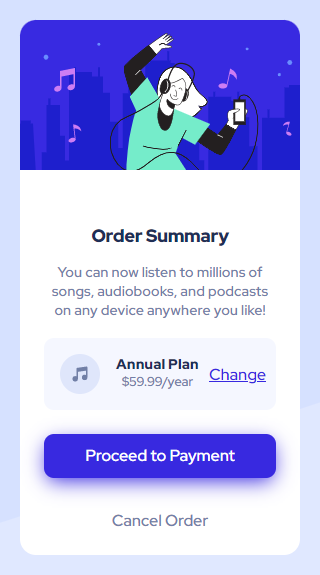 Order Summary
You can now listen to millions of
songs, audiobooks, and podcasts
on any device anywhere you like!
Annual Plan
$59.99/year
Change
Proceed to Payment
Cancel Order